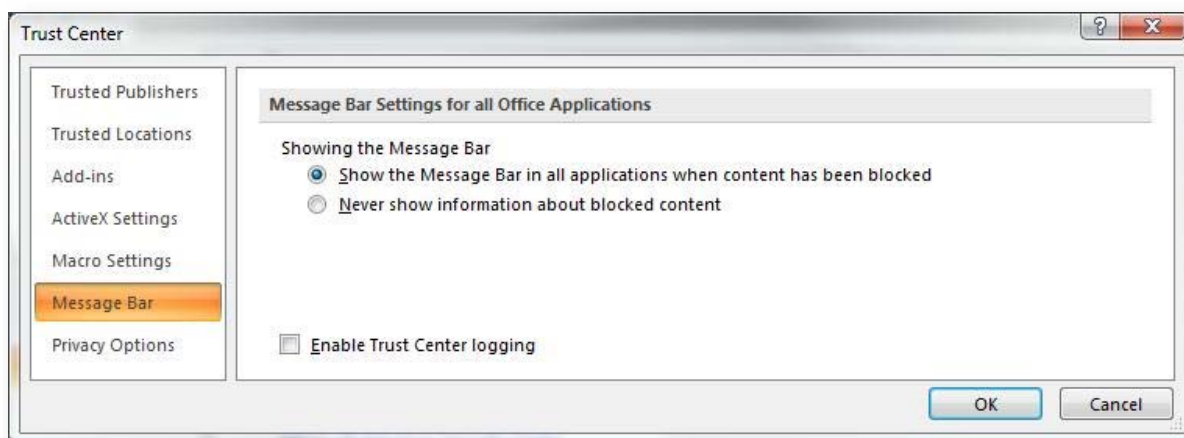 Trust Center
Trusted Publishers
Trusted Locations
Add-ins
ActiveX Settings
Macro Settings
Message Bar
Privacy Options
Message Bar Settings for all Office Applications
Showing the Message Bar
Show the Message Bar in all applications when content has been blocked
Never show information about blocked content
Enable Trust Center logging
OK
Cancel